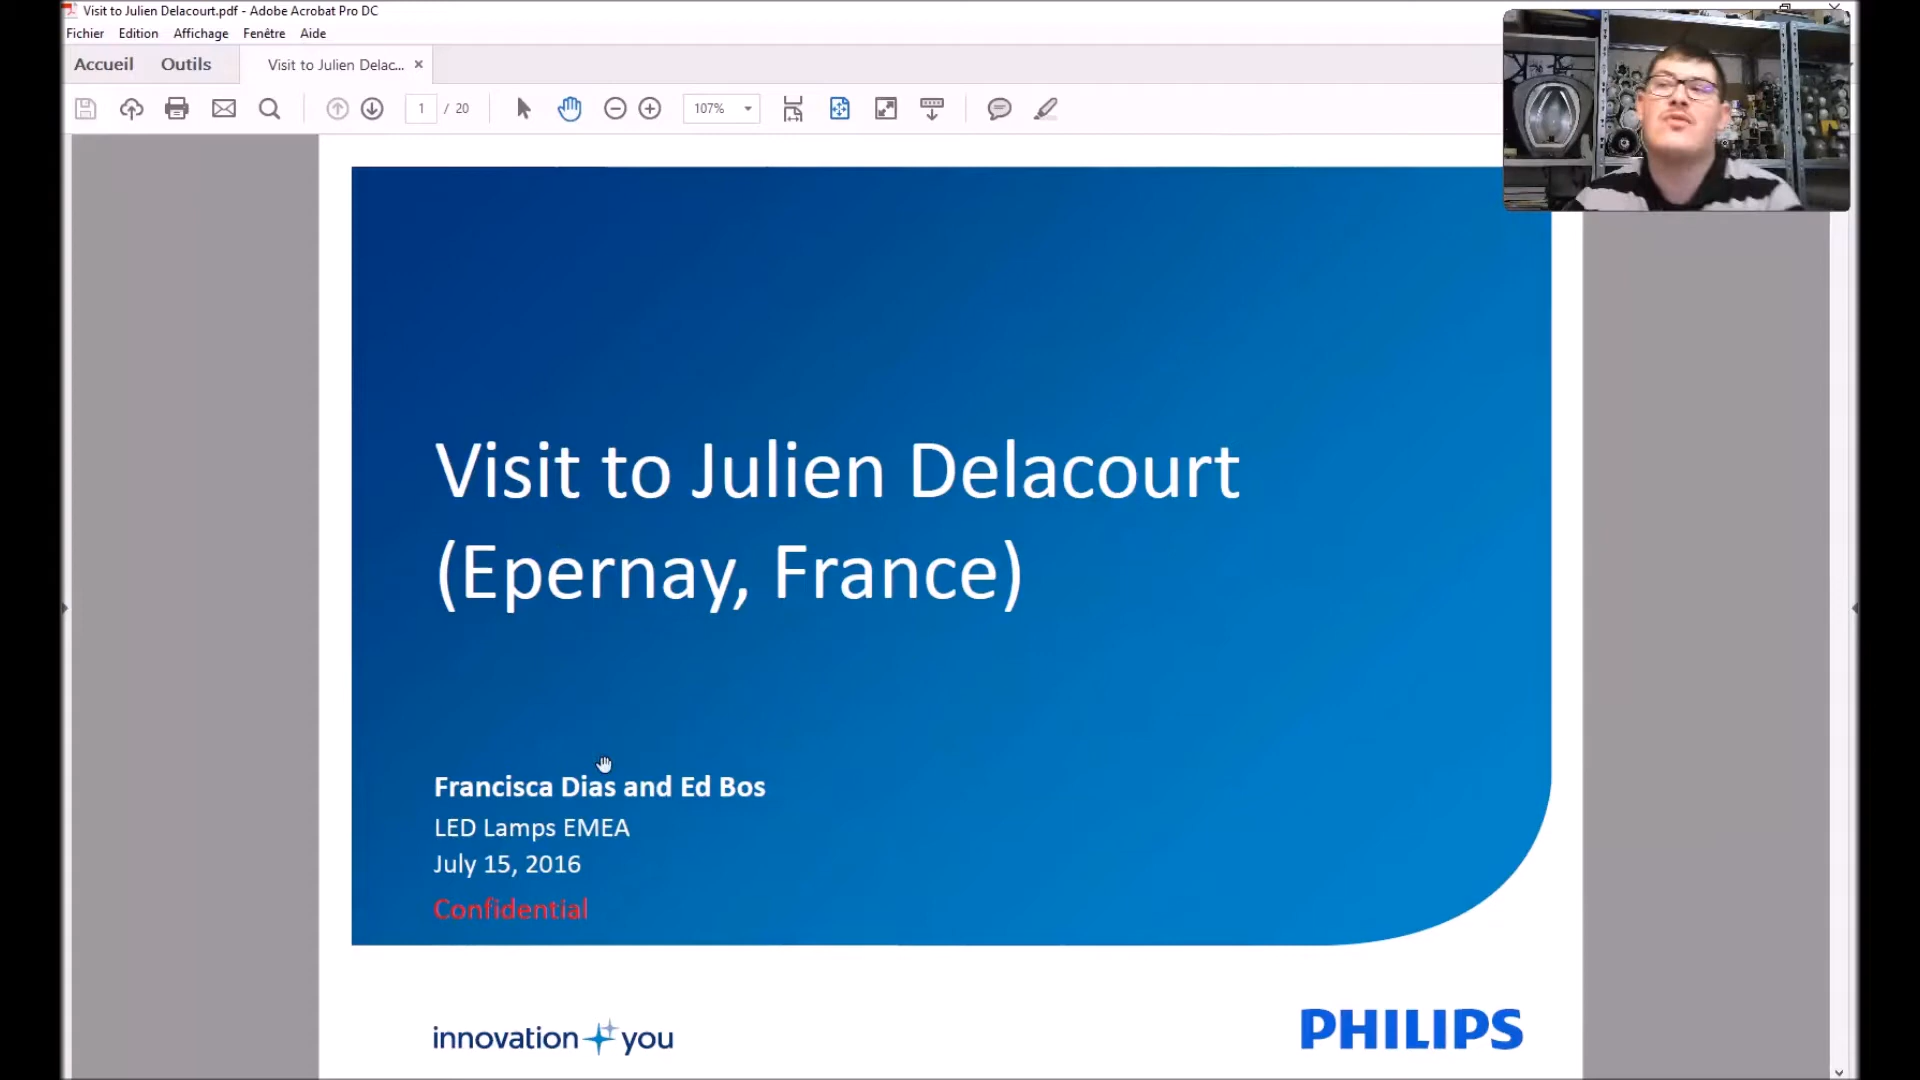 Visit to Julien Delacourt.pdf - Adobe Acrobat Pro DC
Fichier Edition Affichage Fenêtre Aide
Accueil Outils Visit to Julien Delac... ×
1 / 20 107%
Visit to Julien Delacourt
(Epernay, France)
Francisca Dias and Ed Bos
LED Lamps EMEA
July 15, 2016
Confidential
innovation you
PHILIPS